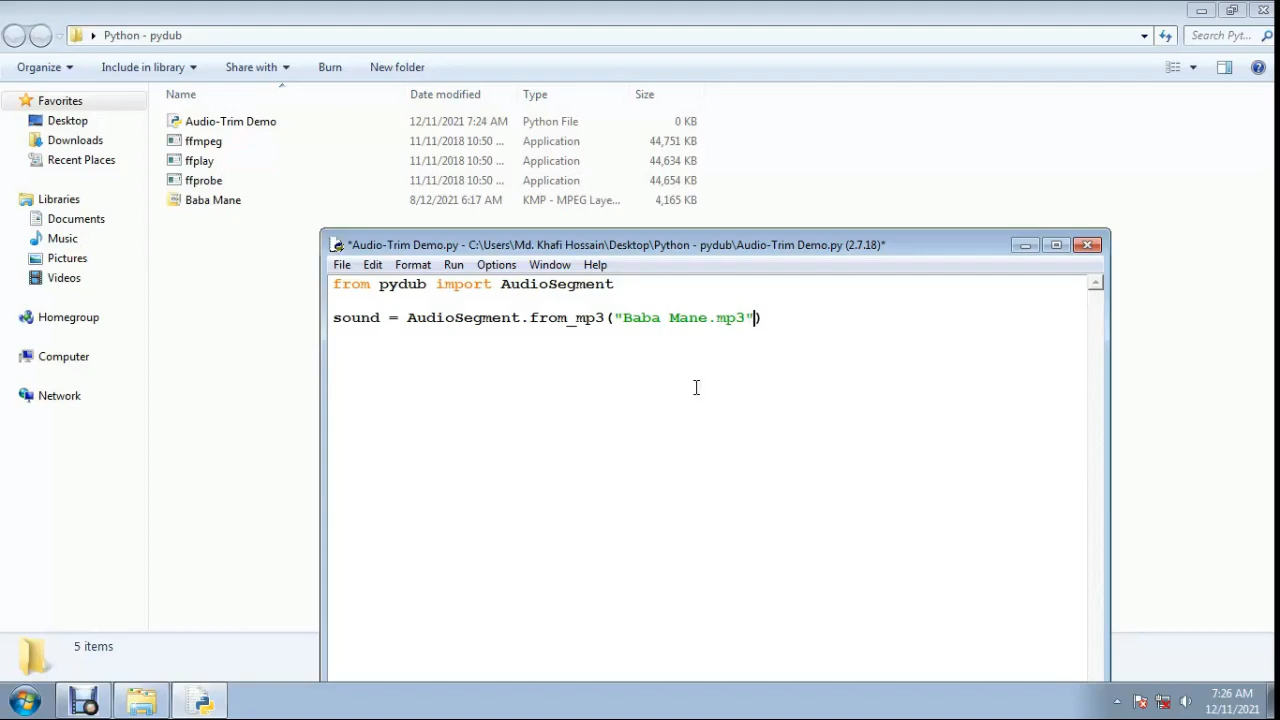 Python - pydub
Search Pyt...
Organize Include in library Share with Burn New folder
Favorites
Desktop
Downloads
Recent Places
Libraries
Documents
Music
Pictures
Videos
Homegroup
Computer
Network
Name Date modified Type Size
Audio-Trim Demo 12/11/2021 7:24 AM Python File 0 KB
ffmpeg 11/11/2018 10:50 ... Application 44,751 KB
ffplay 11/11/2018 10:50 ... Application 44,634 KB
ffprobe 11/11/2018 10:50 ... Application 44,654 KB
Baba Mane 8/12/2021 6:17 AM KMP - MPEG Laye... 4,165 KB
*Audio-Trim Demo.py - C:\Users\Md. Khafi Hossain\Desktop\Python - pydub\Audio-Trim Demo.py (2.7.18)*
File Edit Format Run Options Window Help
from pydub import AudioSegment
sound = AudioSegment.from_mp3("Baba Mane.mp3")
5 items
7:26 AM
12/11/2021